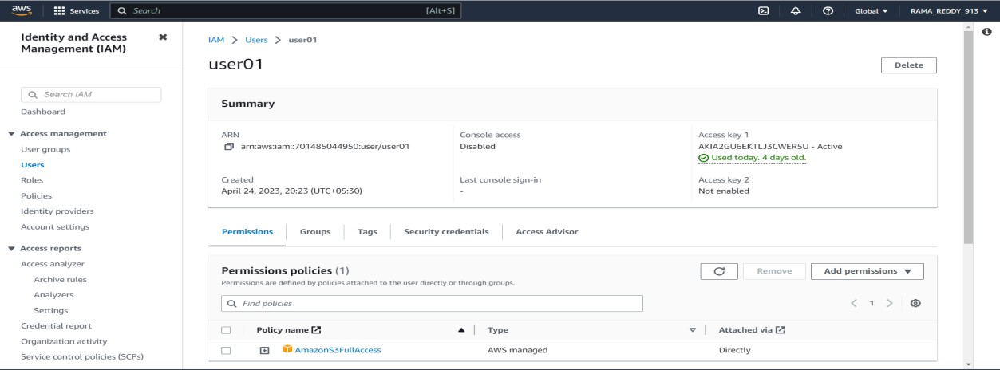 aws Services Search [Alt+S] Global RAMA_REDDY_913
Identity and Access
Management (IAM)
Search IAM
Dashboard
Access management
User groups
Users
Roles
Policies
Identity providers
Account settings
Access reports
Access analyzer
Archive rules
Analyzers
Settings
Credential report
Organization activity
Service control policies (SCPs)
IAM > Users > user01
user01
Delete
Summary
ARN
arn:aws:iam::701485044950:user/user01
Created
April 24, 2023, 20:23 (UTC+05:30)
Console access
Disabled
Last console sign-in
-
Access key 1
AKIA2GU6EKTLJ3CWER5U - Active
Used today. 4 days old.
Access key 2
Not enabled
Permissions Groups Tags Security credentials Access Advisor
Permissions policies (1)
Permissions are defined by policies attached to the user directly or through groups.
Remove Add permissions
Find policies
< 1 >
Policy name Type Attached via
AmazonS3FullAccess AWS managed Directly